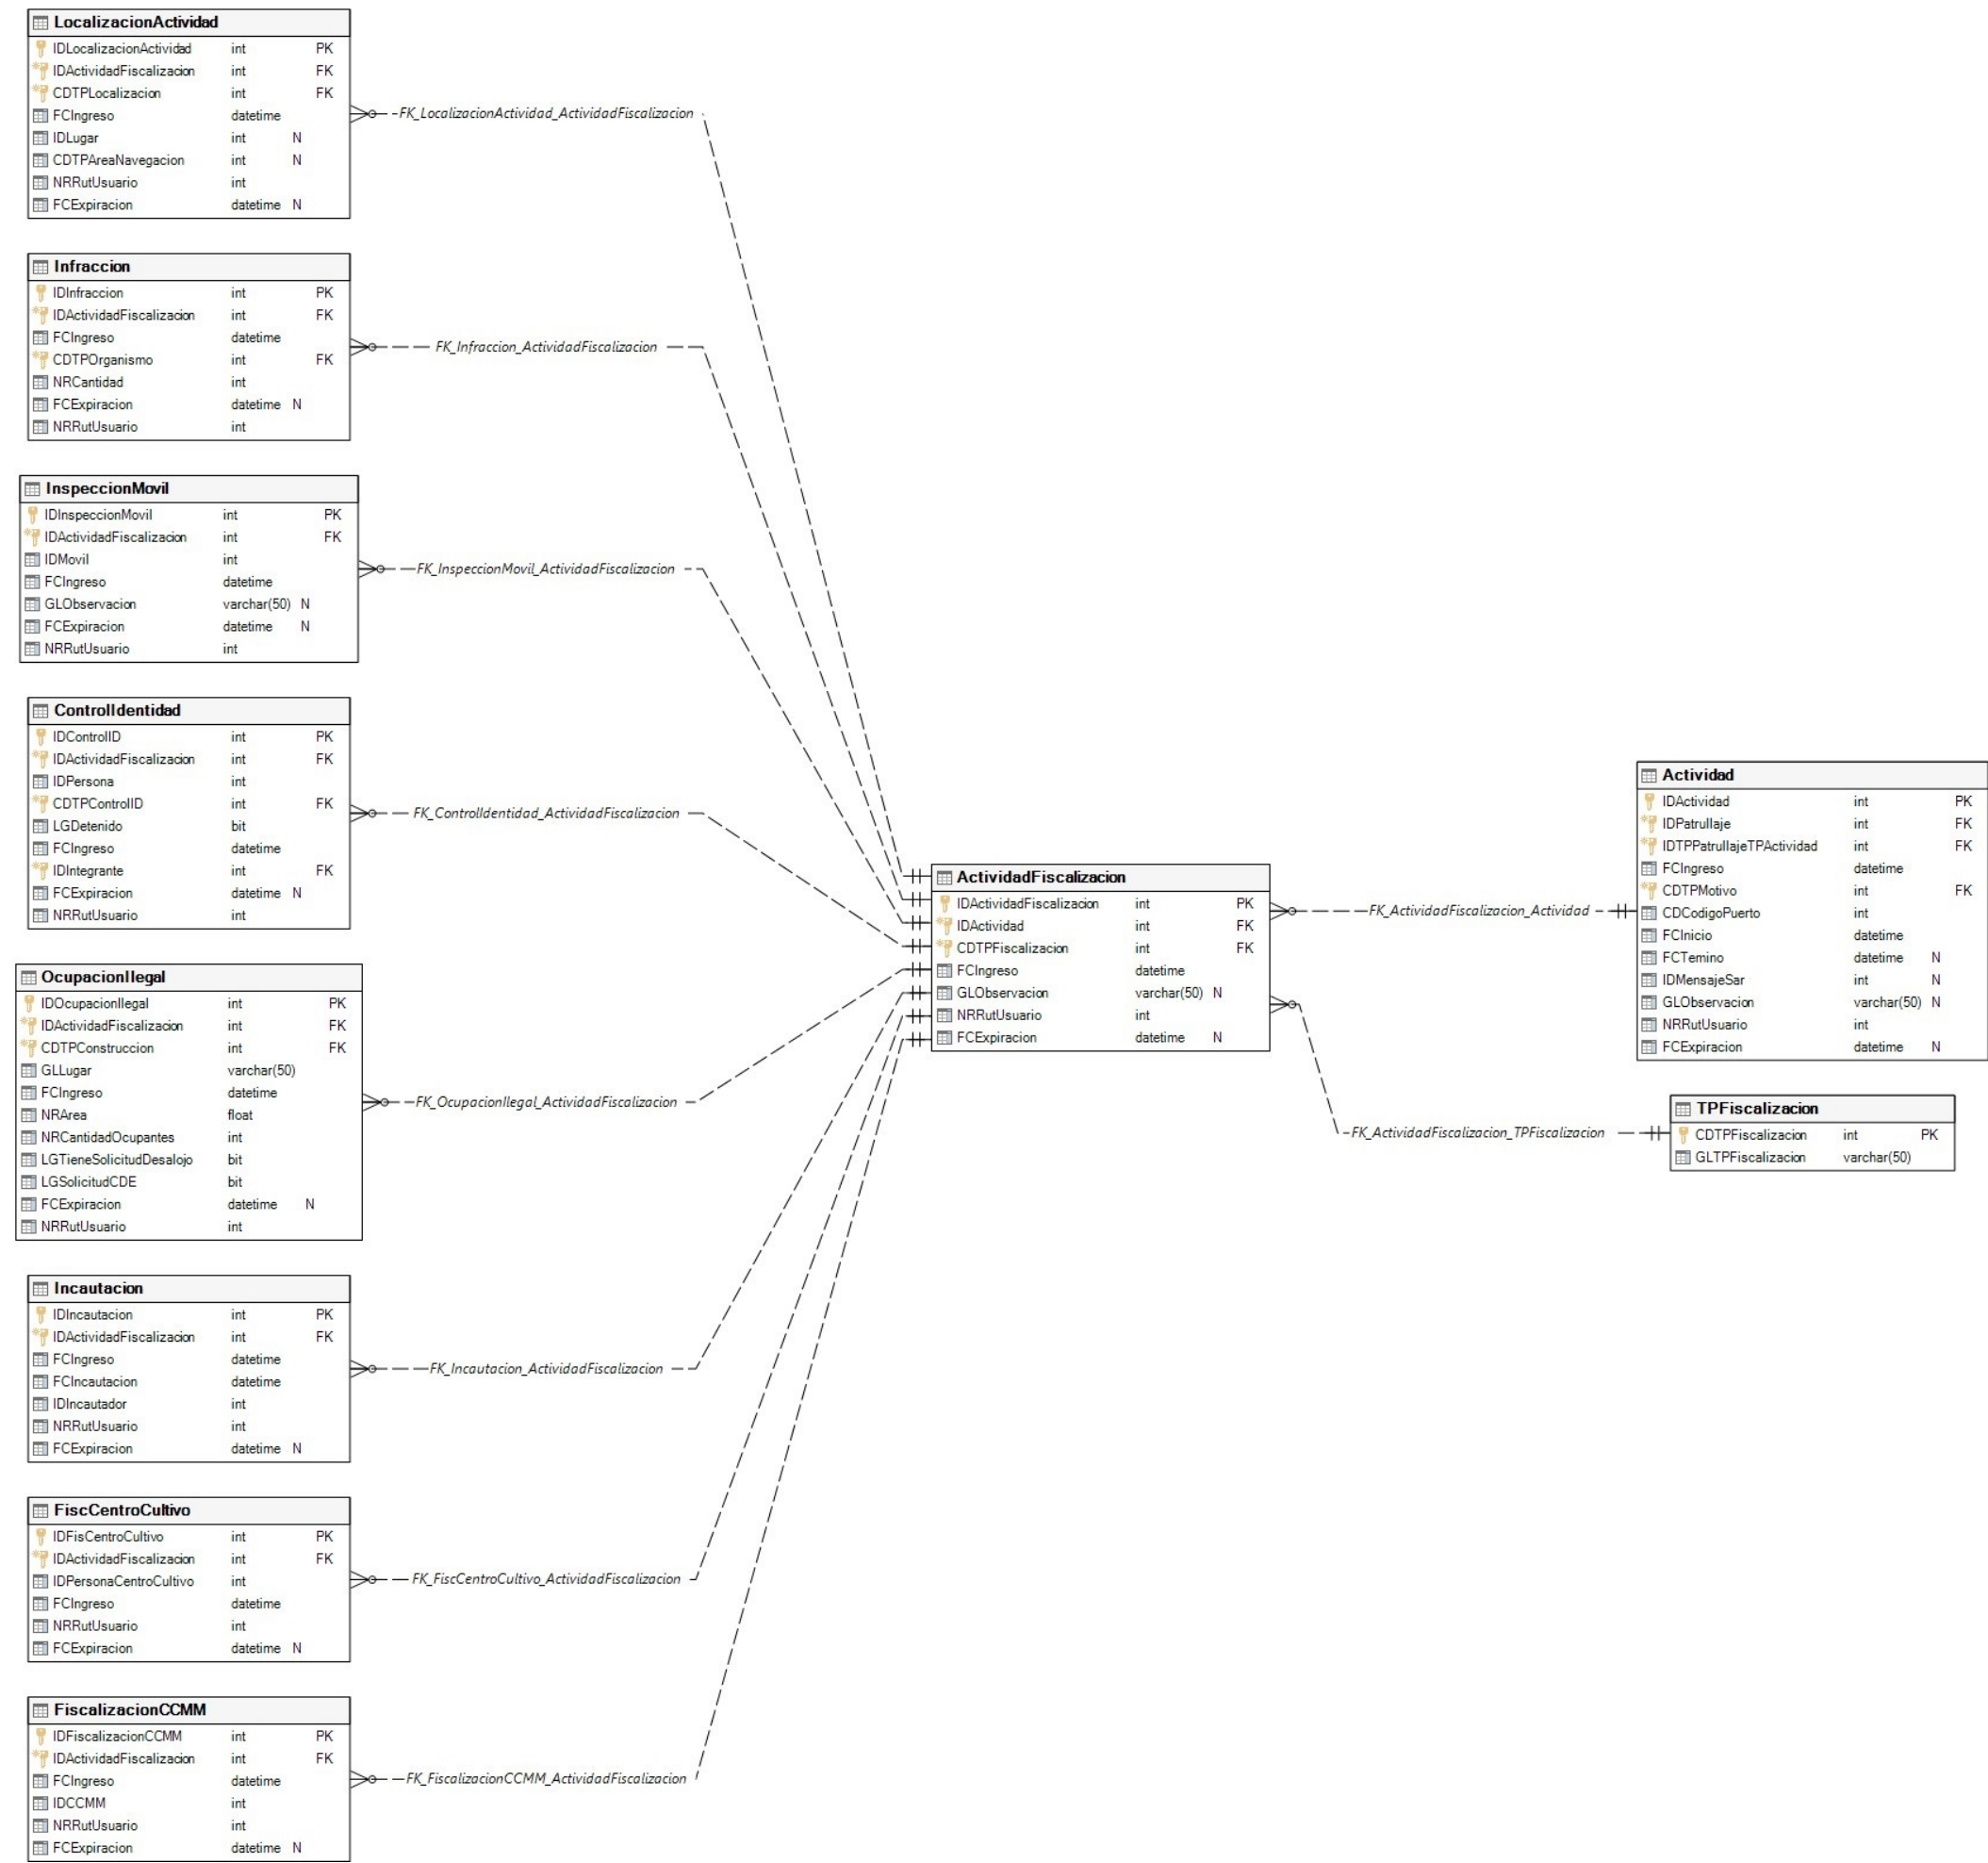 LocalizacionActividad
IDLocalizacionActividad int PK
IDActividadFiscalizacion int FK
CDTPLocalizacion int FK
FCIngreso datetime
IDLugar int N
CDTPAreaNavegacion int N
NRRutUsuario int
FCExpiracion datetime N
FK_LocalizacionActividad_ActividadFiscalizacion
Infraccion
IDInfraccion int PK
IDActividadFiscalizacion int FK
FCIngreso datetime
CDTPOrganismo int FK
NRCantidad int
FCExpiracion datetime N
NRRutUsuario int
FK_Infraccion_ActividadFiscalizacion
InspeccionMovil
IDInspeccionMovil int PK
IDActividadFiscalizacion int FK
IDMovil int
FCIngreso datetime
GLObservacion varchar(50) N
FCExpiracion datetime N
NRRutUsuario int
FK_InspeccionMovil_ActividadFiscalizacion
ControlIdentidad
IDControlID int PK
IDActividadFiscalizacion int FK
IDPersona int
CDTPControlID int FK
LGDetenido bit
FCIngreso datetime
IDIntegrante int FK
FCExpiracion datetime N
NRRutUsuario int
FK_ControlIdentidad_ActividadFiscalizacion
OcupacionIlegal
IDOcupacionIlegal int PK
IDActividadFiscalizacion int FK
CDTPConstruccion int FK
GLLugar varchar(50)
FCIngreso datetime
NRArea float
NRCantidadOcupantes int
LGTieneSolicitudDesalojo bit
LGSolicitudCDE bit
FCExpiracion datetime N
NRRutUsuario int
FK_OcupacionIlegal_ActividadFiscalizacion
Incautacion
IDIncautacion int PK
IDActividadFiscalizacion int FK
FCIngreso datetime
FCIncautacion datetime
IDIncautador int
NRRutUsuario int
FCExpiracion datetime N
FK_Incautacion_ActividadFiscalizacion
FiscCentroCultivo
IDFisCentroCultivo int PK
IDActividadFiscalizacion int FK
IDPersonaCentroCultivo int
FCIngreso datetime
NRRutUsuario int
FCExpiracion datetime N
FK_FiscCentroCultivo_ActividadFiscalizacion
FiscalizacionCCMM
IDFiscalizacionCCMM int PK
IDActividadFiscalizacion int FK
FCIngreso datetime
IDCCMM int
NRRutUsuario int
FCExpiracion datetime N
FK_FiscalizacionCCMM_ActividadFiscalizacion
ActividadFiscalizacion
IDActividadFiscalizacion int PK
IDActividad int FK
CDTPFiscalizacion int FK
FCIngreso datetime
GLObservacion varchar(50) N
NRRutUsuario int
FCExpiracion datetime N
FK_ActividadFiscalizacion_Actividad
FK_ActividadFiscalizacion_TPFiscalizacion
Actividad
IDActividad int PK
IDPatrullaje int FK
IDTPPatrullajeTPActividad int FK
FCIngreso datetime
CDTPMotivo int FK
CDCodigoPuerto int
FCInicio datetime
FCTemino datetime N
IDMensajeSar int N
GLObservacion varchar(50) N
NRRutUsuario int
FCExpiracion datetime N
TPFiscalizacion
CDTPFiscalizacion int PK
GLTPFiscalizacion varchar(50)